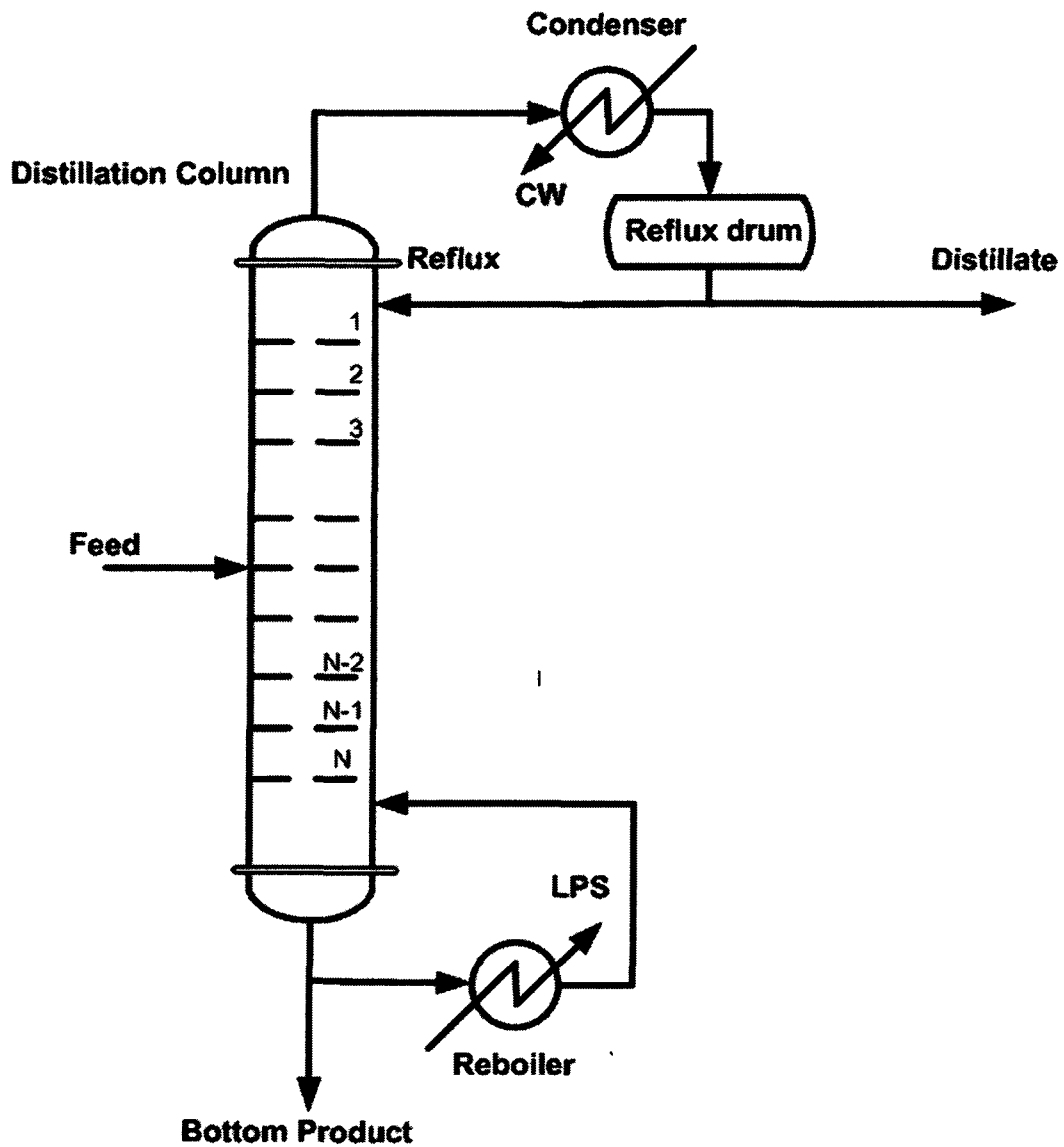 Condenser
Distillation Column
CW
Reflux drum
Reflux
Distillate
1
2
3
Feed
N-2
N-1
N
LPS
Reboiler
Bottom Product